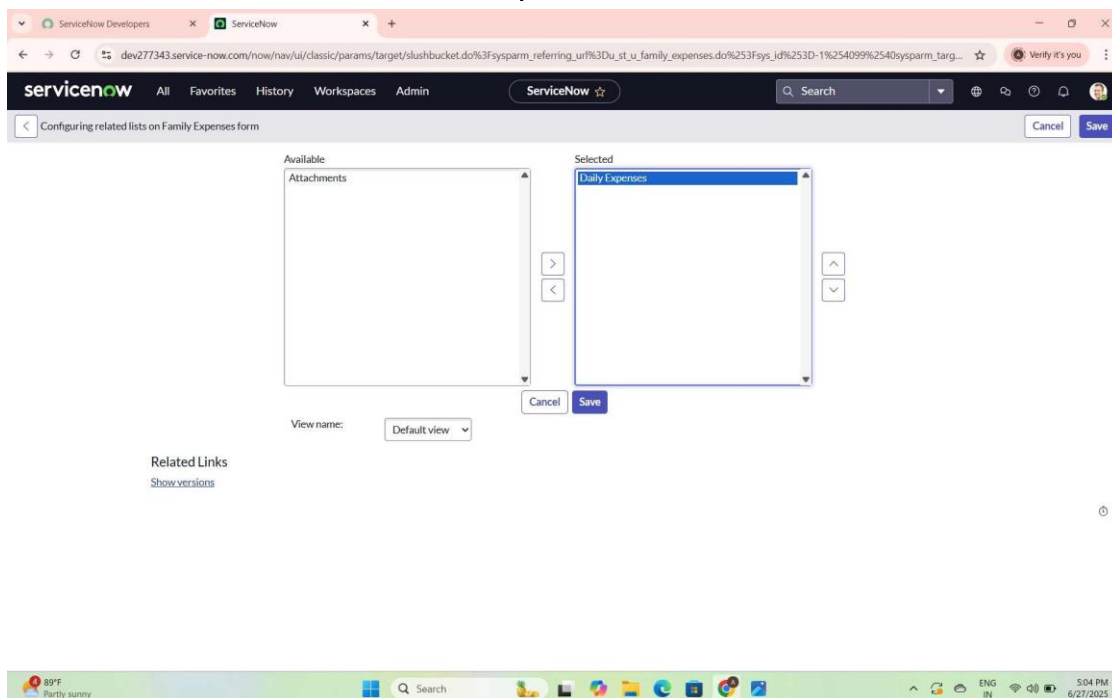 ServiceNow Developers
ServiceNow
dev277343.service-now.com/now/nav/ui/classic/params/target/slushbucket.do%3Fsysparm_referring_url%3Du_st_u_family_expenses.do%253Fsys_id%253D-1%254099%2540sysparm_targ...
Verify it's you
servicenow All Favorites History Workspaces Admin ServiceNow ☆ Search
Configuring related lists on Family Expenses form Cancel Save
Available Selected
Attachments Daily Expenses
Cancel Save
View name: Default view
Related Links
Show versions
89°F
Partly sunny
Search
ENG
IN
5:04 PM
6/27/2025